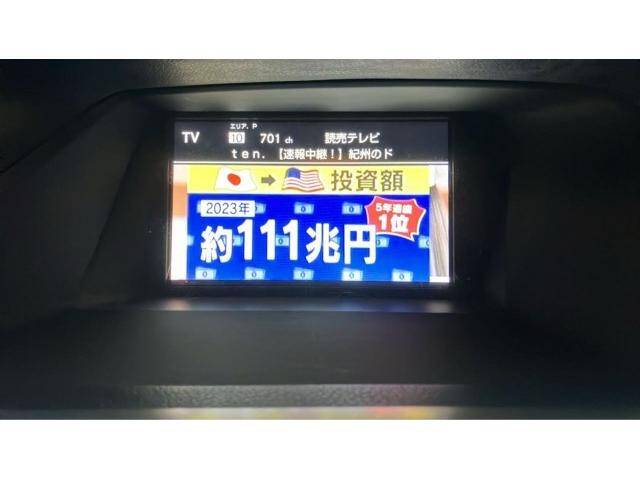 エリア. P
TV 10 701 ch 読売テレビ
ten. 【速報中継！】紀州のド
投資額
2023年
5年連続
1位
約111兆円